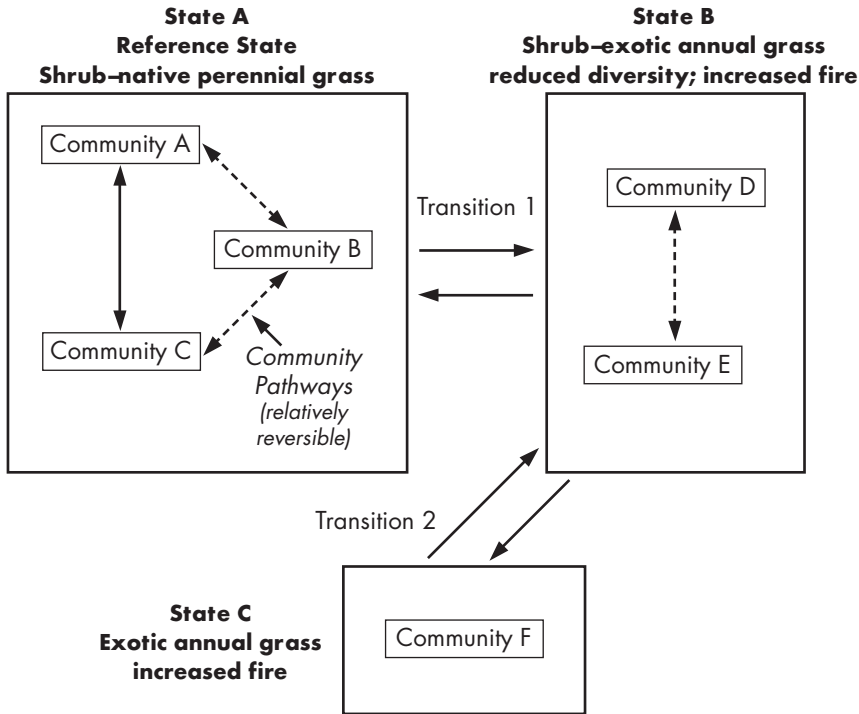 State A
Reference State
Shrub–native perennial grass
State B
Shrub–exotic annual grass
reduced diversity; increased fire
Community A
Community B
Community C
Community
Pathways
(relatively
reversible)
Transition 1
Community D
Community E
Transition 2
State C
Exotic annual grass
increased fire
Community F